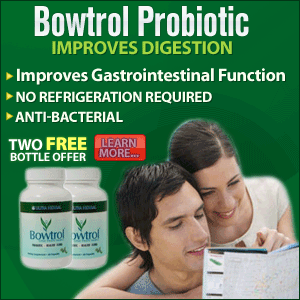 Bowtrol Probiotic
IMPROVES DIGESTION
Improves Gastrointestinal Function
NO REFRIGERATION REQUIRED
ANTI-BACTERIAL
TWO FREE
BOTTLE OFFER
LEARN
MORE...
Bowtrol
Bowtrol